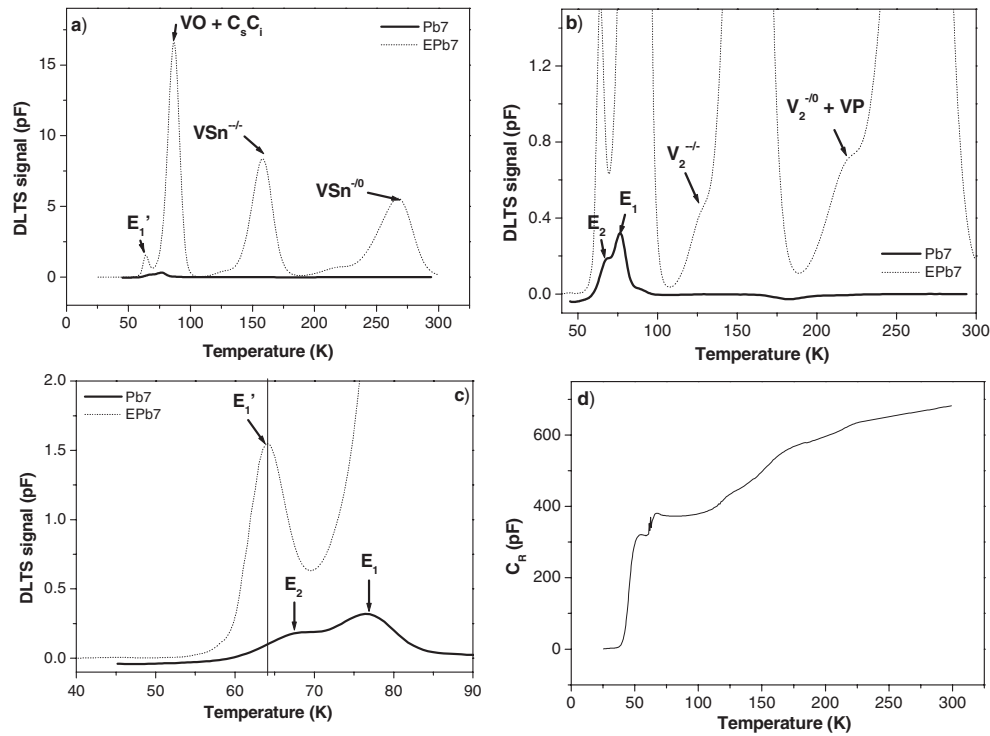 a)
VO + CsCi
Pb7
EPb7
VSn--/-
VSn-/0
E1'
DLTS signal (pF)
15
10
5
0
0 50 100 150 200 250 300
Temperature (K)
b)
V2-/0 + VP
V2--/-
E1
E2
Pb7
EPb7
DLTS signal (pF)
1.2
0.8
0.4
0.0
50 100 150 200 250 300
Temperature (K)
Pb7
EPb7
c)
E1'
E2
E1
DLTS signal (pF)
2.0
1.5
1.0
0.5
0.0
40 50 60 70 80 90
Temperature (K)
d)
CR (pF)
600
400
200
0
0 50 100 150 200 250 300
Temperature (K)